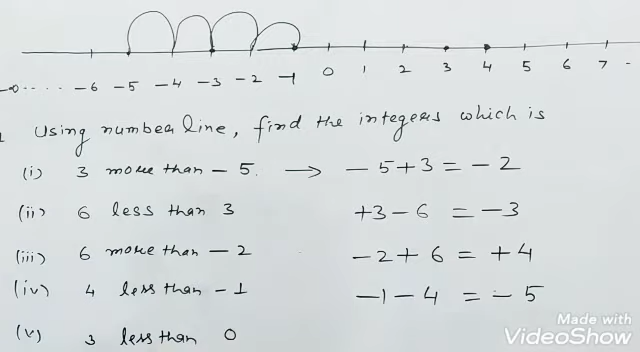 -∞.... -6 -5 -4 -3 -2 -1 0 1 2 3 4 5 6 7 -
Using number line, find the integers which is
(i) 3 more than - 5. → - 5 + 3 = - 2
(ii) 6 less than 3 +3 - 6 = -3
(iii) 6 more than - 2 -2 + 6 = +4
(iv) 4 less than -1 -1 - 4 = - 5
(v) 3 less than 0
Made with
VideoShow